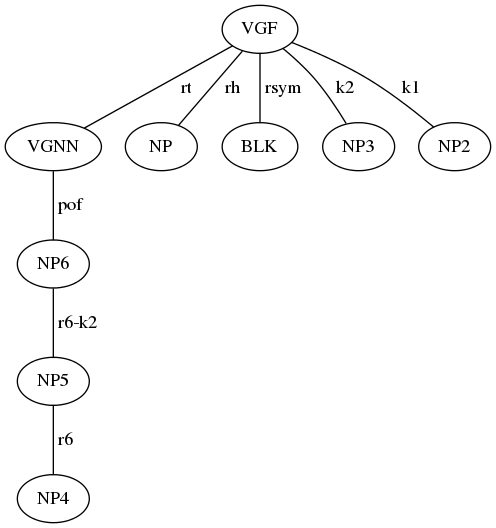 VGF
rt rh rsym k2 k1
VGNN NP BLK NP3 NP2
pof
NP6
r6-k2
NP5
r6
NP4